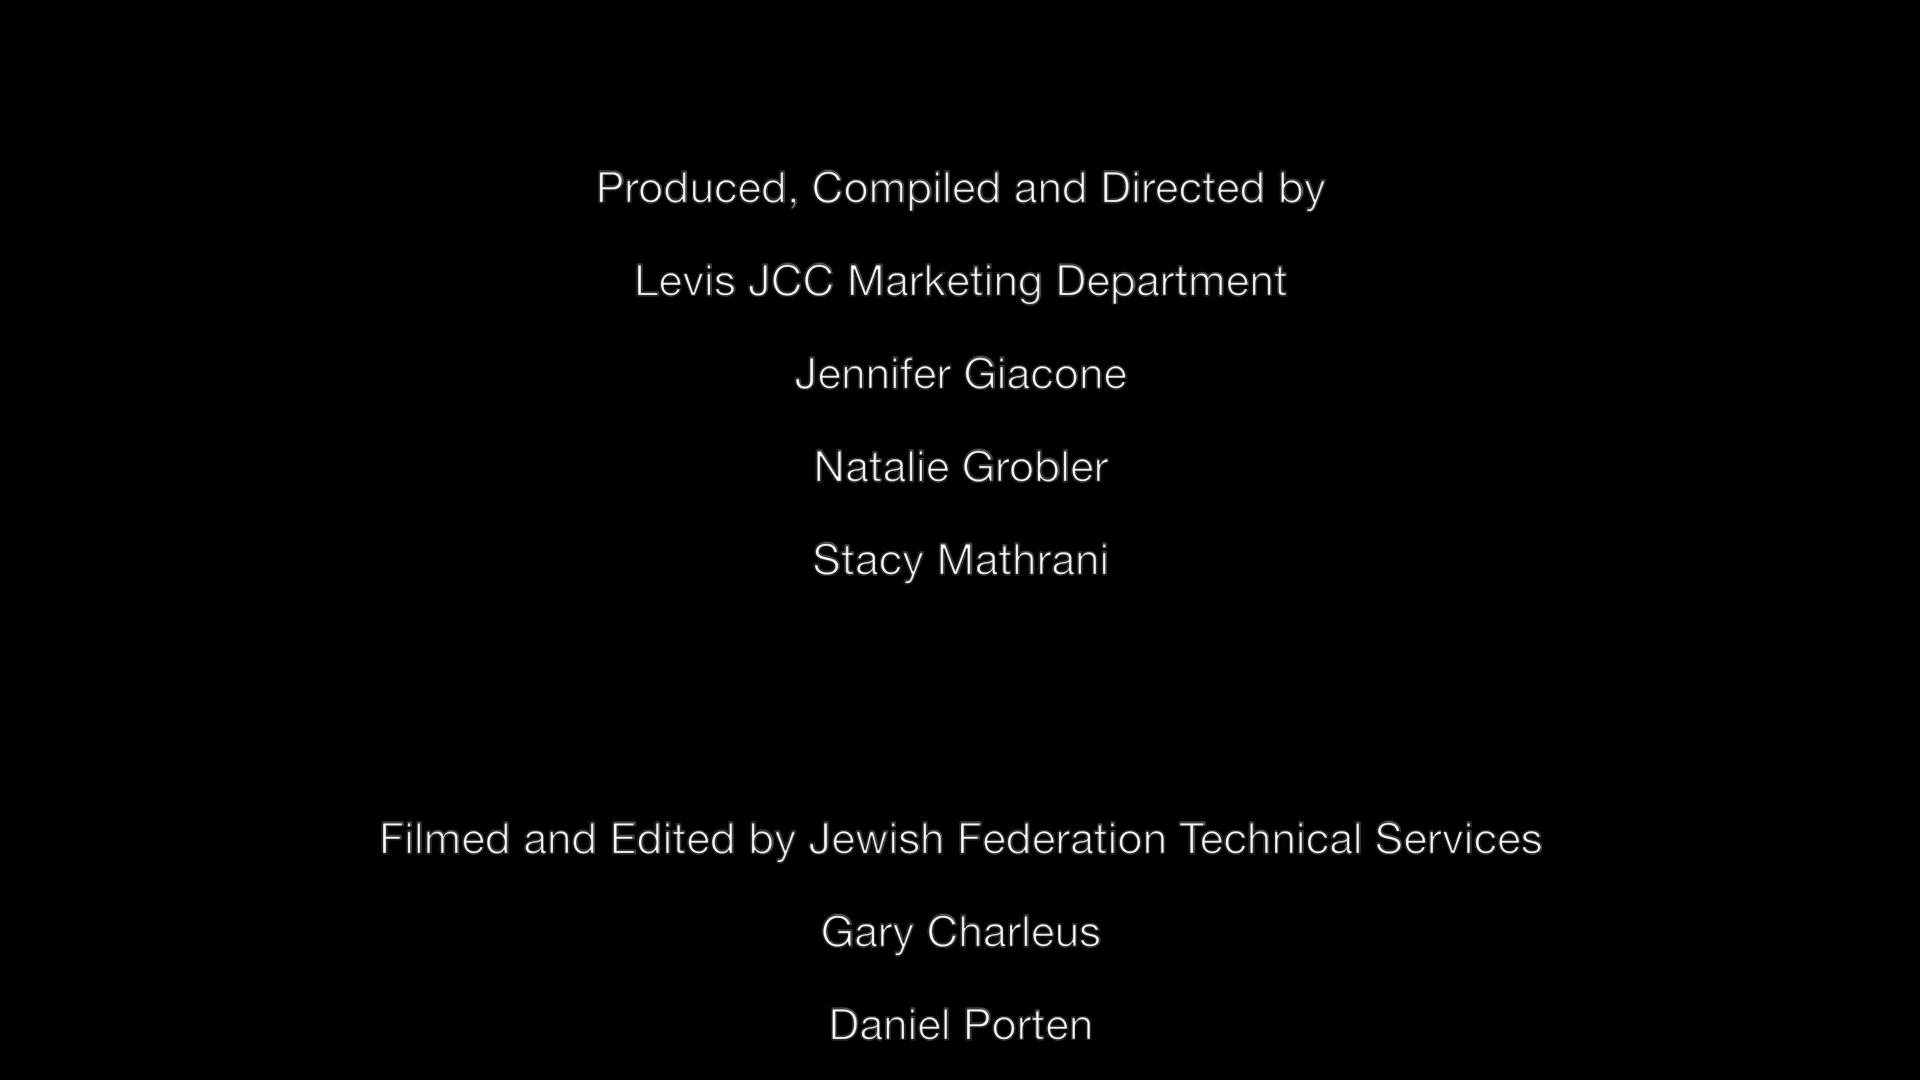 Produced, Compiled and Directed by
Levis JCC Marketing Department
Jennifer Giacone
Natalie Grobler
Stacy Mathrani
Filmed and Edited by Jewish Federation Technical Services
Gary Charleus
Daniel Porten